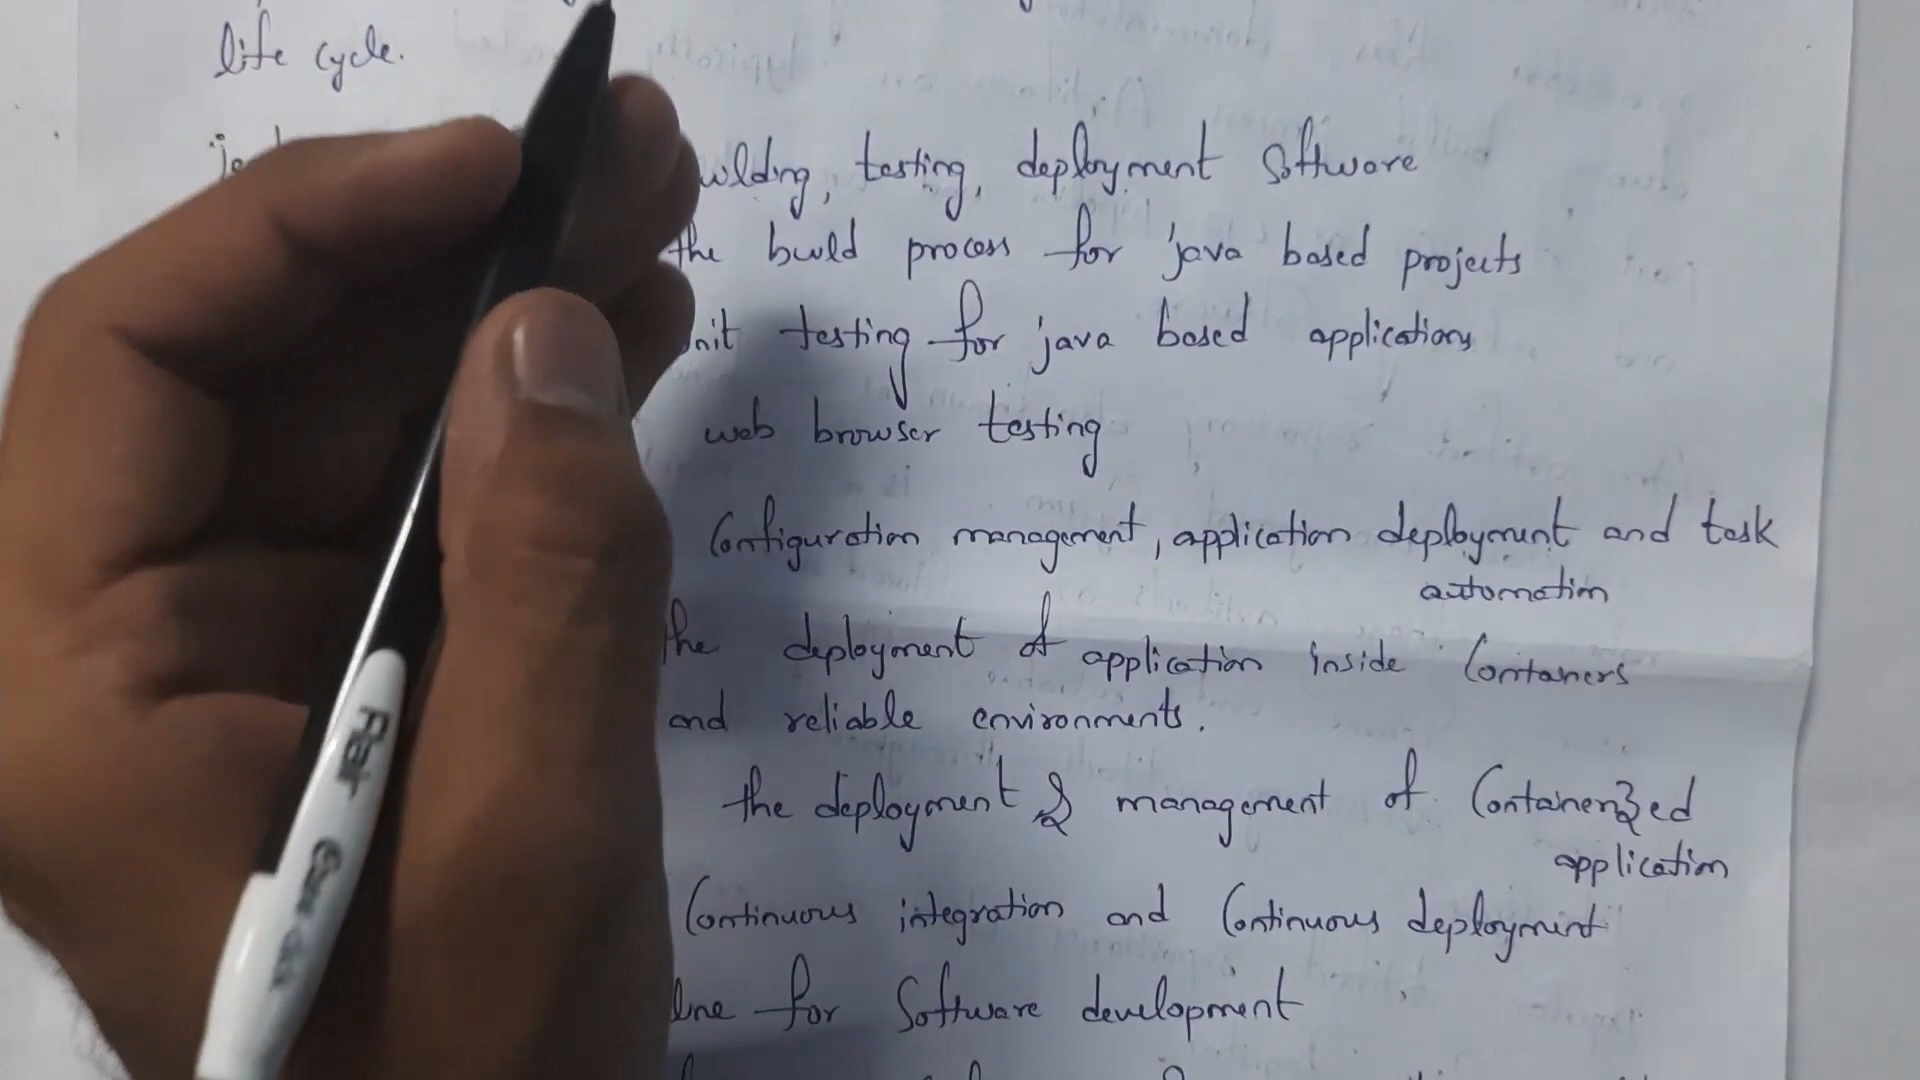 life cycle.
building, testing, deployment Software
the build process for java based projects
unit testing for java based applications
web browser testing
Configuration management, application deployment and task
automation
the deployment of application inside Containers
and reliable environments.
the deployment & management of Containerized
application
Continuous integration and Continuous deployment
line for Software development
Flair